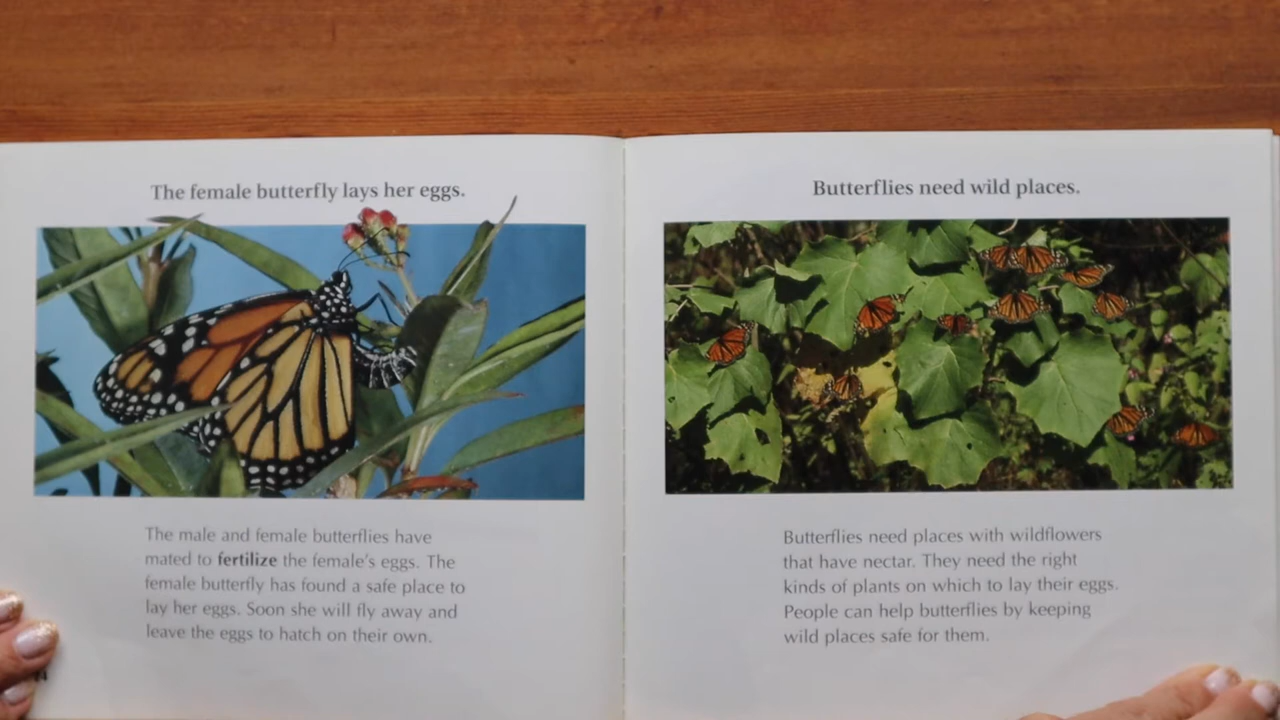 The female butterfly lays her eggs.
The male and female butterflies have
mated to fertilize the female's eggs. The
female butterfly has found a safe place to
lay her eggs. Soon she will fly away and
leave the eggs to hatch on their own.
Butterflies need wild places.
Butterflies need places with wildflowers
that have nectar. They need the right
kinds of plants on which to lay their eggs.
People can help butterflies by keeping
wild places safe for them.